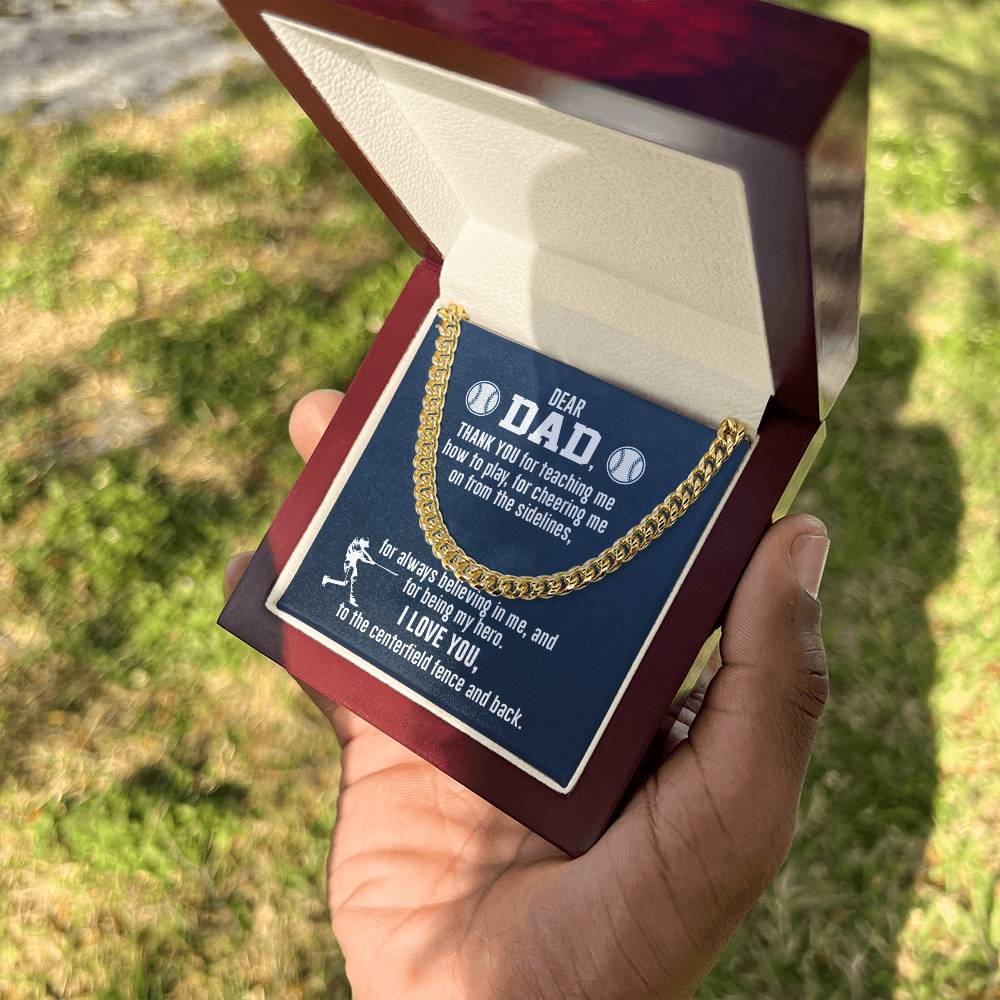 DEAR
DAD,
THANK YOU for teaching me
how to play, for cheering me
on from the sidelines,
for always believing in me, and
for being my hero.
I LOVE YOU,
to the centerfield fence and back.